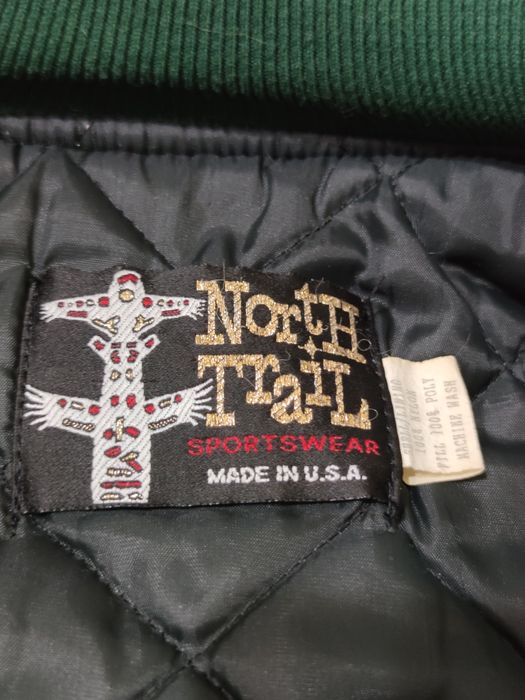 NortH
TraiL
SPORTSWEAR
MADE IN U.S.A.
100% NYLON
FILL 100% POLY
MACHINE WASH